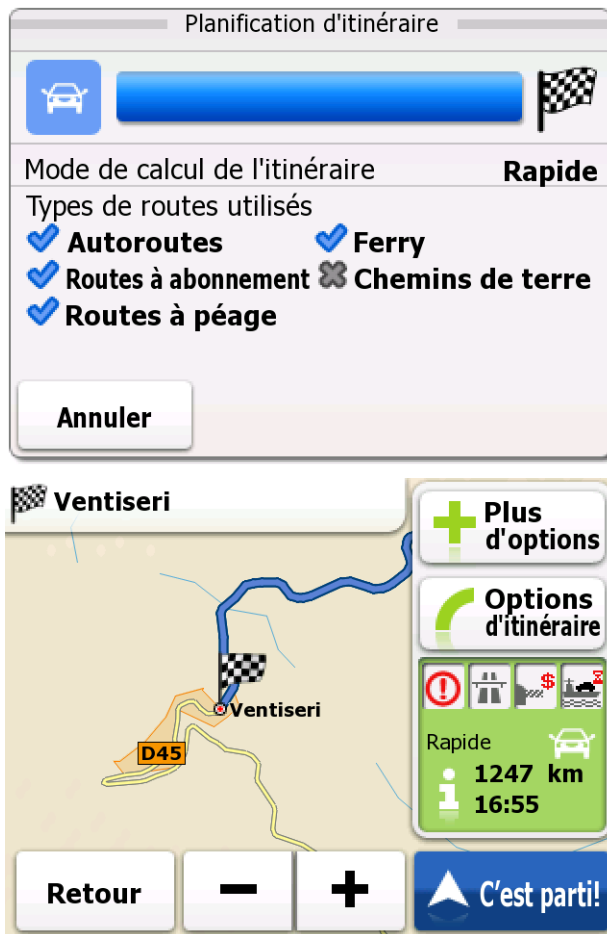 Planification d'itinéraire
Mode de calcul de l'itinéraire Rapide
Types de routes utilisés
Autoroutes Ferry
Routes à abonnement Chemins de terre
Routes à péage
Annuler
Ventiseri
Plus
d'options
Options
d'itinéraire
Ventiseri
D45
Rapide
1247 km
16:55
Retour − + C'est parti!